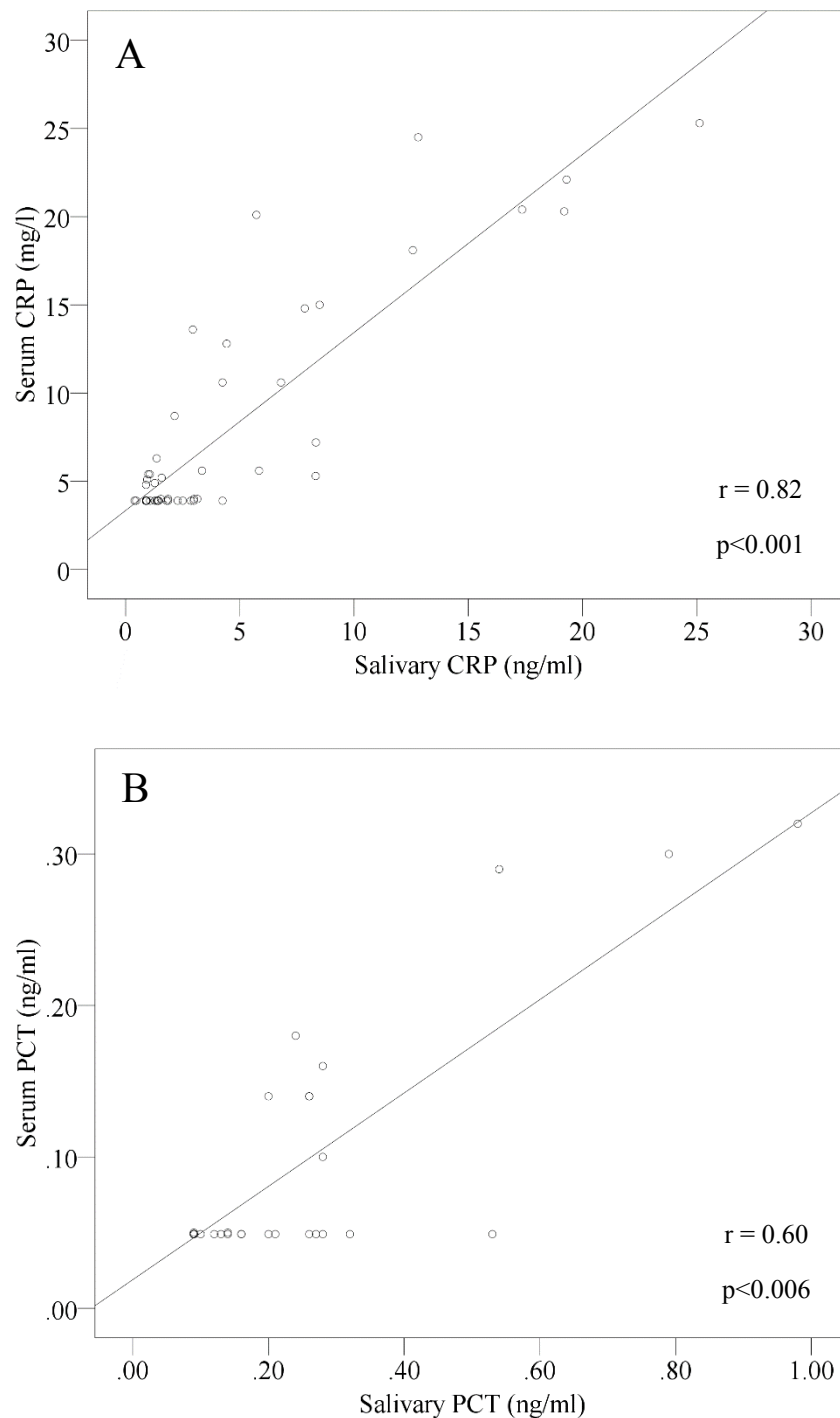 A
30
25
20
15
10
5
0
Serum CRP (mg/l)
r = 0.82
p<0.001
0 5 10 15 20 25 30
Salivary CRP (ng/ml)
B
.30
.20
.10
.00
Serum PCT (ng/ml)
r = 0.60
p<0.006
.00 .20 .40 .60 .80 1.00
Salivary PCT (ng/ml)